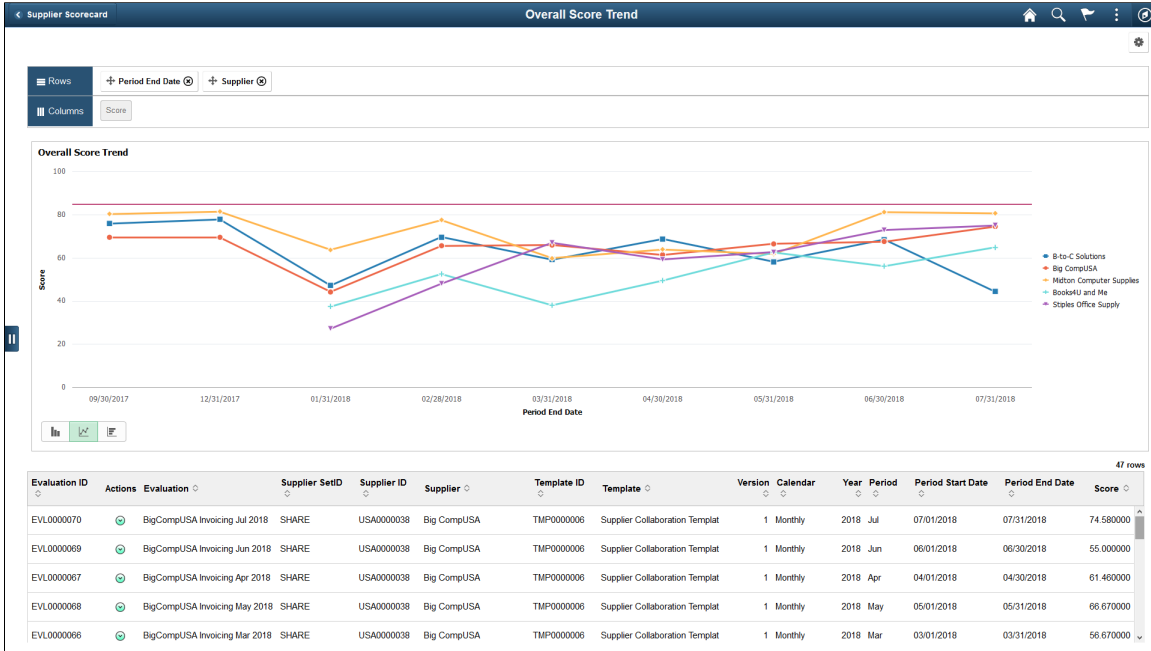 Supplier Scorecard
Overall Score Trend
Rows
Period End Date
Supplier
Columns
Score
Overall Score Trend
100
80
60
40
20
0
Score
09/30/2017 12/31/2017 01/31/2018 02/28/2018 03/31/2018 04/30/2018 05/31/2018 06/30/2018 07/31/2018
Period End Date
B-to-C Solutions
Big CompUSA
Midton Computer Supplies
Books4U and Me
Stiples Office Supply
47 rows
Evaluation ID Actions Evaluation Supplier SetID Supplier ID Supplier Template ID Template Version Calendar Year Period Period Start Date Period End Date Score
EVL0000070 BigCompUSA Invoicing Jul 2018 SHARE USA0000038 Big CompUSA TMP0000006 Supplier Collaboration Templat 1 Monthly 2018 Jul 07/01/2018 07/31/2018 74.580000
EVL0000069 BigCompUSA Invoicing Jun 2018 SHARE USA0000038 Big CompUSA TMP0000006 Supplier Collaboration Templat 1 Monthly 2018 Jun 06/01/2018 06/30/2018 55.000000
EVL0000067 BigCompUSA Invoicing Apr 2018 SHARE USA0000038 Big CompUSA TMP0000006 Supplier Collaboration Templat 1 Monthly 2018 Apr 04/01/2018 04/30/2018 61.460000
EVL0000068 BigCompUSA Invoicing May 2018 SHARE USA0000038 Big CompUSA TMP0000006 Supplier Collaboration Templat 1 Monthly 2018 May 05/01/2018 05/31/2018 66.670000
EVL0000066 BigCompUSA Invoicing Mar 2018 SHARE USA0000038 Big CompUSA TMP0000006 Supplier Collaboration Templat 1 Monthly 2018 Mar 03/01/2018 03/31/2018 56.670000